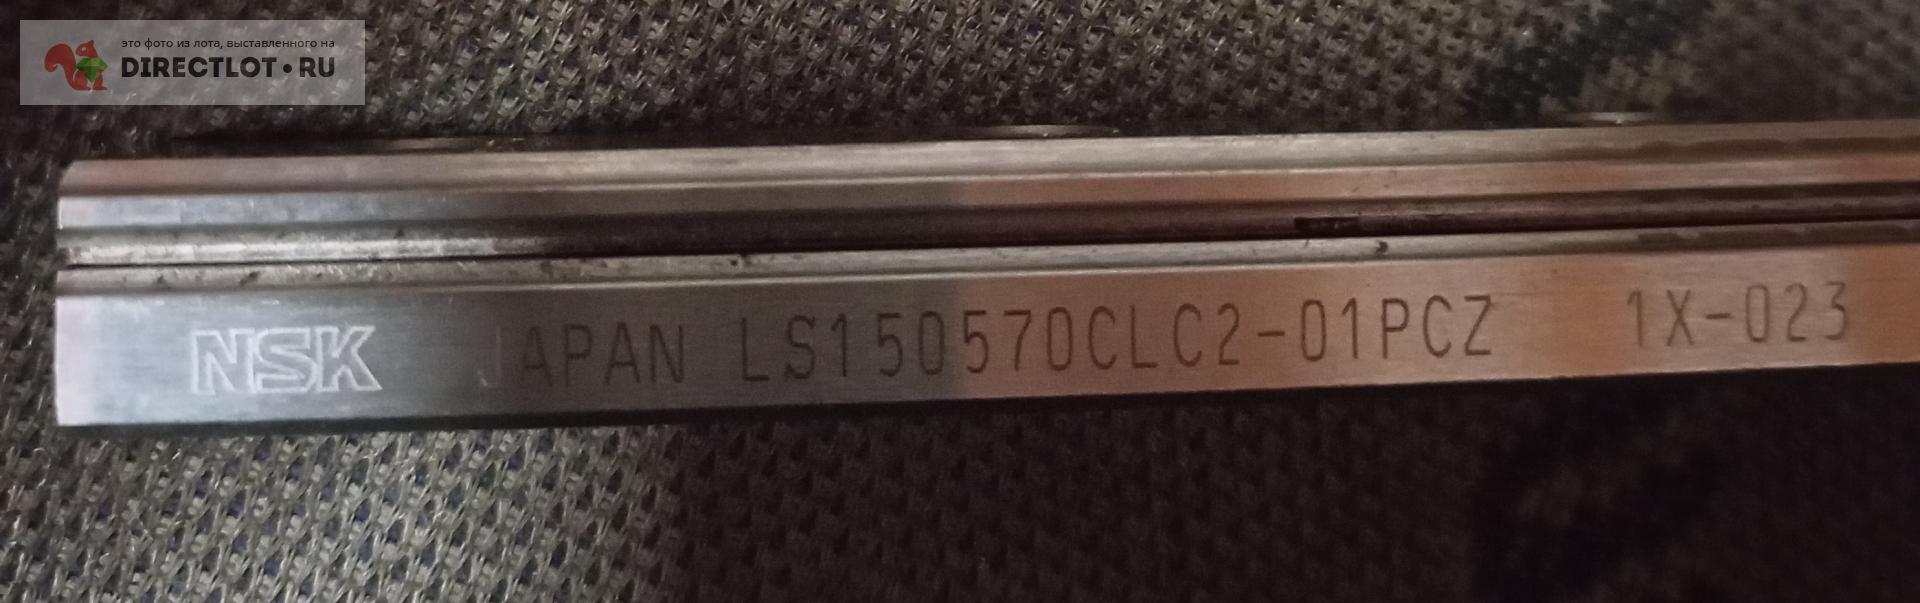 это фото из лота, выставленного на
DIRECTLOT•RU
NSK JAPAN LS150570CLC2-01PCZ 1X-023